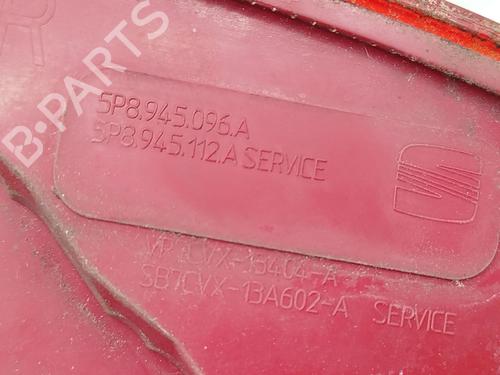 R
B-PARTS
5P8.945.096.A
5P8.945.112.A SERVICE
SB7CVX-13A602-A SERVICE